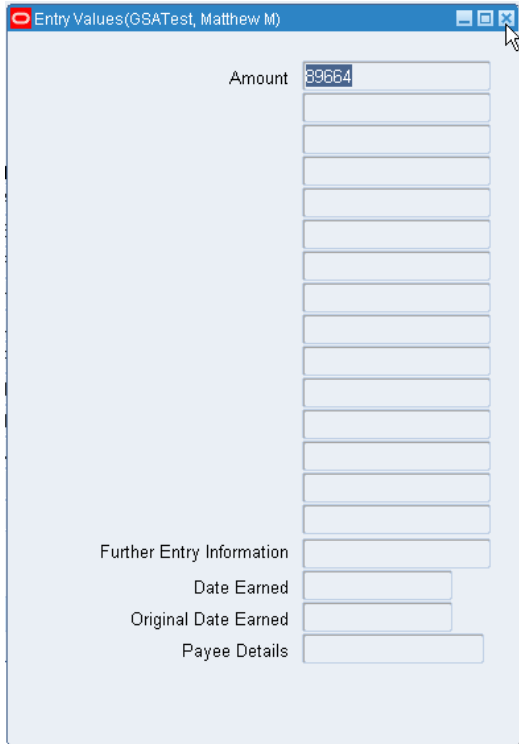 Entry Values(GSATest, Matthew M)
Amount 89664
Further Entry Information
Date Earned
Original Date Earned
Payee Details